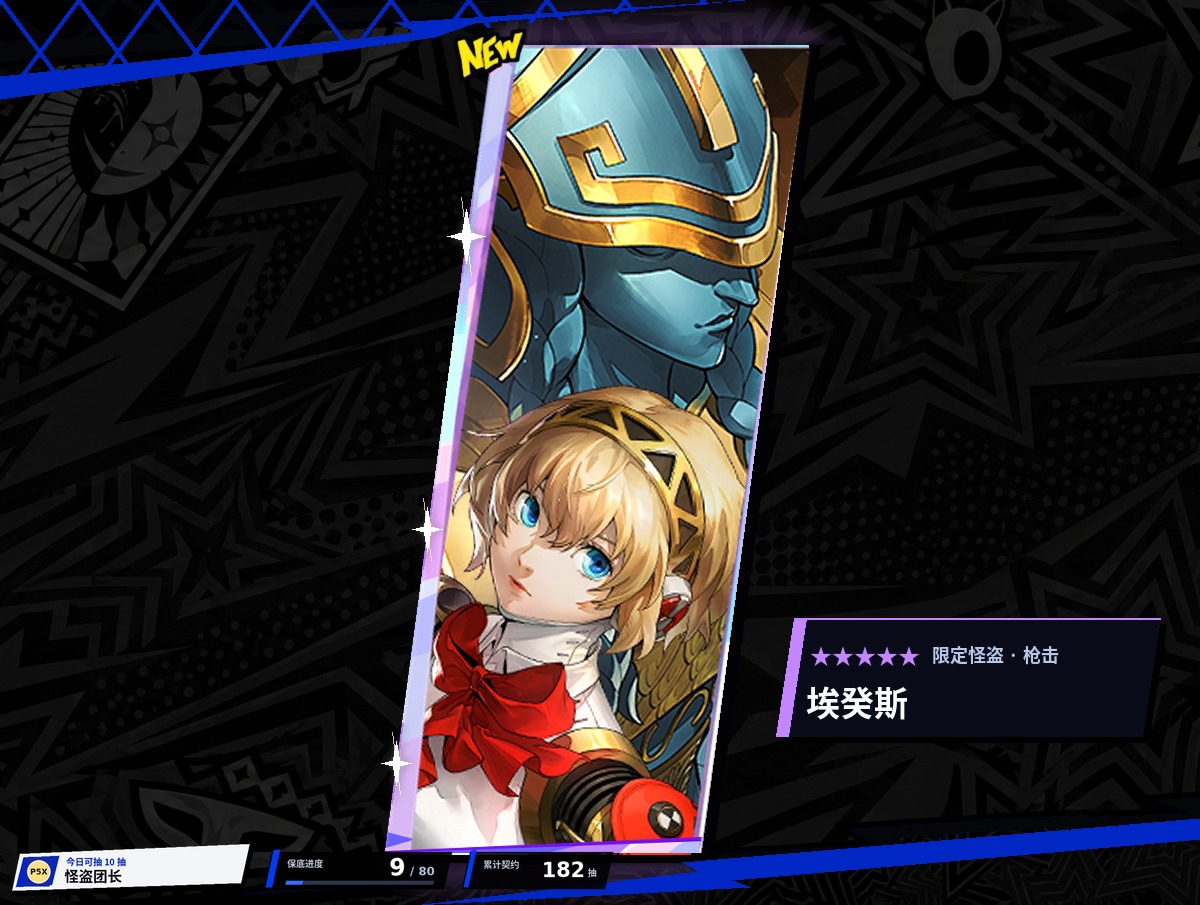 NEW
★★★★★ 限定怪盗 · 枪击
埃癸斯
P5X
今日可抽 10 抽
怪盗团长
保底进度 9 / 80
累计契约 182 抽